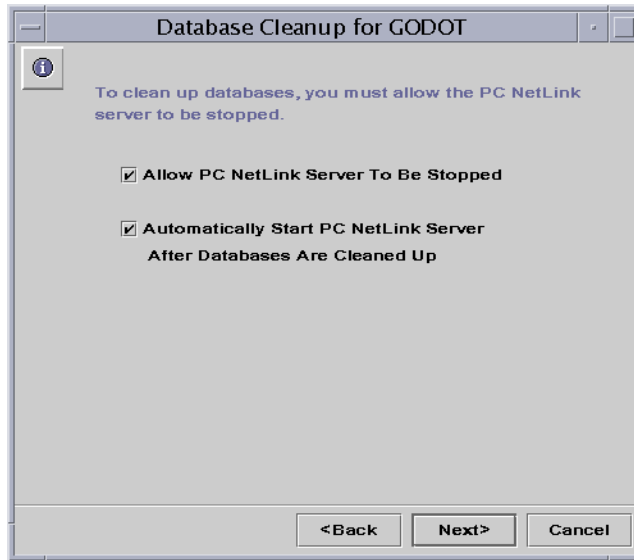 Database Cleanup for GODOT
To clean up databases, you must allow the PC NetLink
server to be stopped.
Allow PC NetLink Server To Be Stopped
Automatically Start PC NetLink Server
After Databases Are Cleaned Up
<Back Next> Cancel